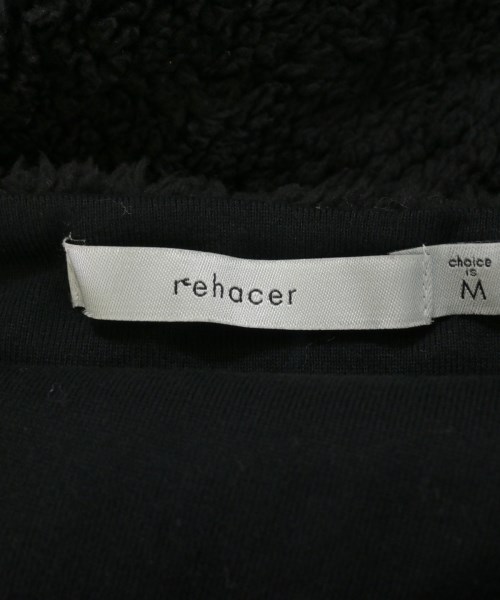 rehacer
choice
is
M